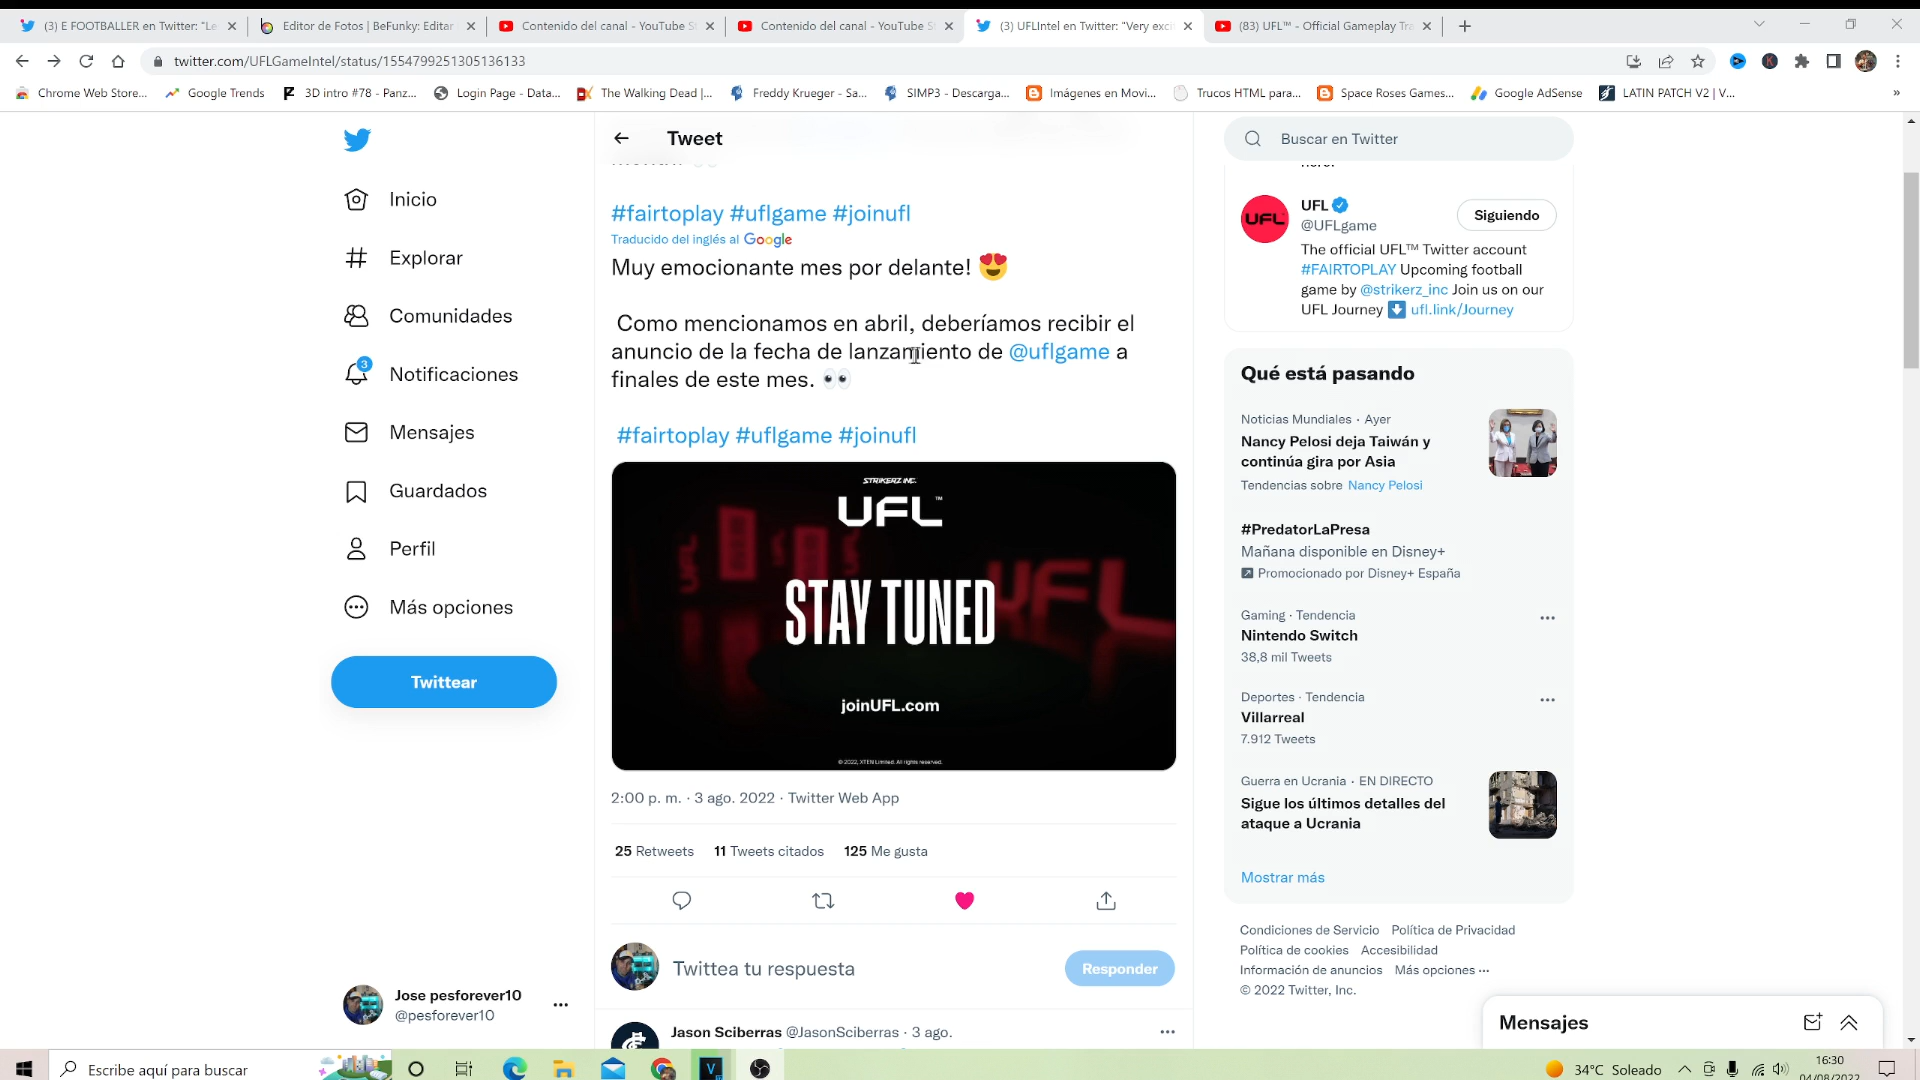 (3) E FOOTBALLER en Twitter: "Le
Editor de Fotos | BeFunky: Editar
Contenido del canal - YouTube S
Contenido del canal - YouTube S
(3) UFLIntel en Twitter: "Very exci
(83) UFL™ - Official Gameplay Tra
twitter.com/UFLGameIntel/status/1554799251305136133
Chrome Web Store...
Google Trends
3D intro #78 - Panz...
Login Page - Data...
The Walking Dead |...
Freddy Krueger - Sa...
SIMP3 - Descarga...
Imágenes en Movi...
Trucos HTML para...
Space Roses Games...
Google AdSense
LATIN PATCH V2 | V...
»
Inicio
Explorar
Comunidades
3
Notificaciones
Mensajes
Guardados
Perfil
Más opciones
Twittear
Jose pesforever10
@pesforever10
Tweet
#fairtoplay #uflgame #joinufl
Traducido del inglés al Google
Muy emocionante mes por delante! 😍
Como mencionamos en abril, deberíamos recibir el
anuncio de la fecha de lanzamiento de @uflgame a
finales de este mes. 👀
#fairtoplay #uflgame #joinufl
STRIKERZ INC.
UFL™
STAY TUNED
joinUFL.com
© 2022, XTEN Limited. All rights reserved.
2:00 p. m. · 3 ago. 2022 · Twitter Web App
25 Retweets 11 Tweets citados 125 Me gusta
Twittea tu respuesta
Responder
Jason Sciberras @JasonSciberras · 3 ago.
Buscar en Twitter
UFL
UFL
@UFLgame
Siguiendo
The official UFL™ Twitter account
#FAIRTOPLAY Upcoming football
game by @strikerz_inc Join us on our
UFL Journey ⬇️ ufl.link/Journey
Qué está pasando
Noticias Mundiales · Ayer
Nancy Pelosi deja Taiwán y
continúa gira por Asia
Tendencias sobre Nancy Pelosi
#PredatorLaPresa
Mañana disponible en Disney+
Promocionado por Disney+ España
Gaming · Tendencia
Nintendo Switch
38,8 mil Tweets
Deportes · Tendencia
Villarreal
7.912 Tweets
Guerra en Ucrania · EN DIRECTO
Sigue los últimos detalles del
ataque a Ucrania
Mostrar más
Condiciones de Servicio Política de Privacidad
Política de cookies Accesibilidad
Información de anuncios Más opciones ···
© 2022 Twitter, Inc.
Mensajes
Escribe aquí para buscar
34°C Soleado
16:30
04/08/2022